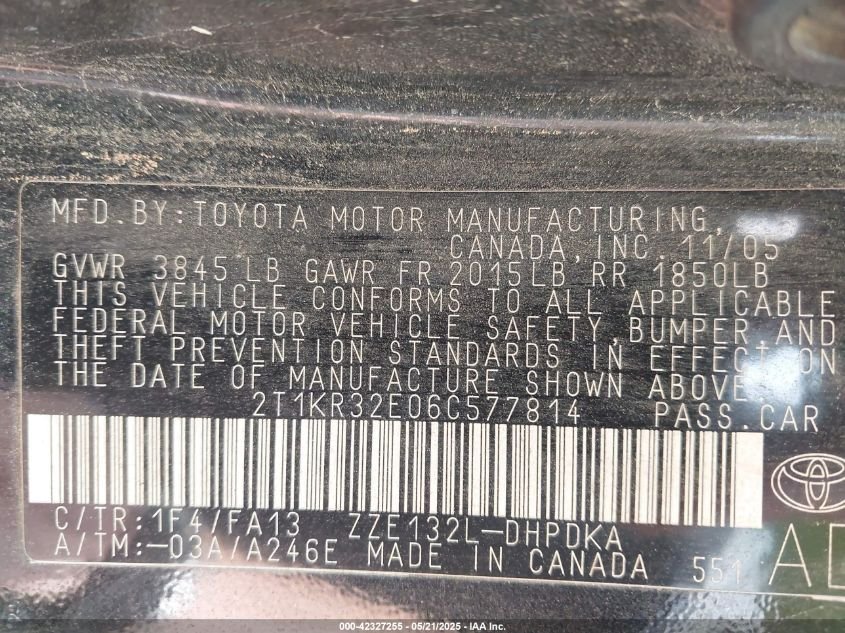 MFD.BY:TOYOTA MOTOR MANUFACTURING,
CANADA,INC. 11/05
GVWR 3845LB GAWR FR 2015LB RR 1850LB
THIS VEHICLE CONFORMS TO ALL APPLICABLE
FEDERAL MOTOR VEHICLE SAFETY,BUMPER,AND
THEFT PREVENTION STANDARDS IN EFFECT ON
THE DATE OF MANUFACTURE SHOWN ABOVE.
2T1KR32E06C577814 PASS.CAR
C/TR:1F4/FA13 ZZE132L-DHPDKA
A/TM:-03A/A246E MADE IN CANADA 551
000-42327255 - 05/21/2025 - IAA Inc.